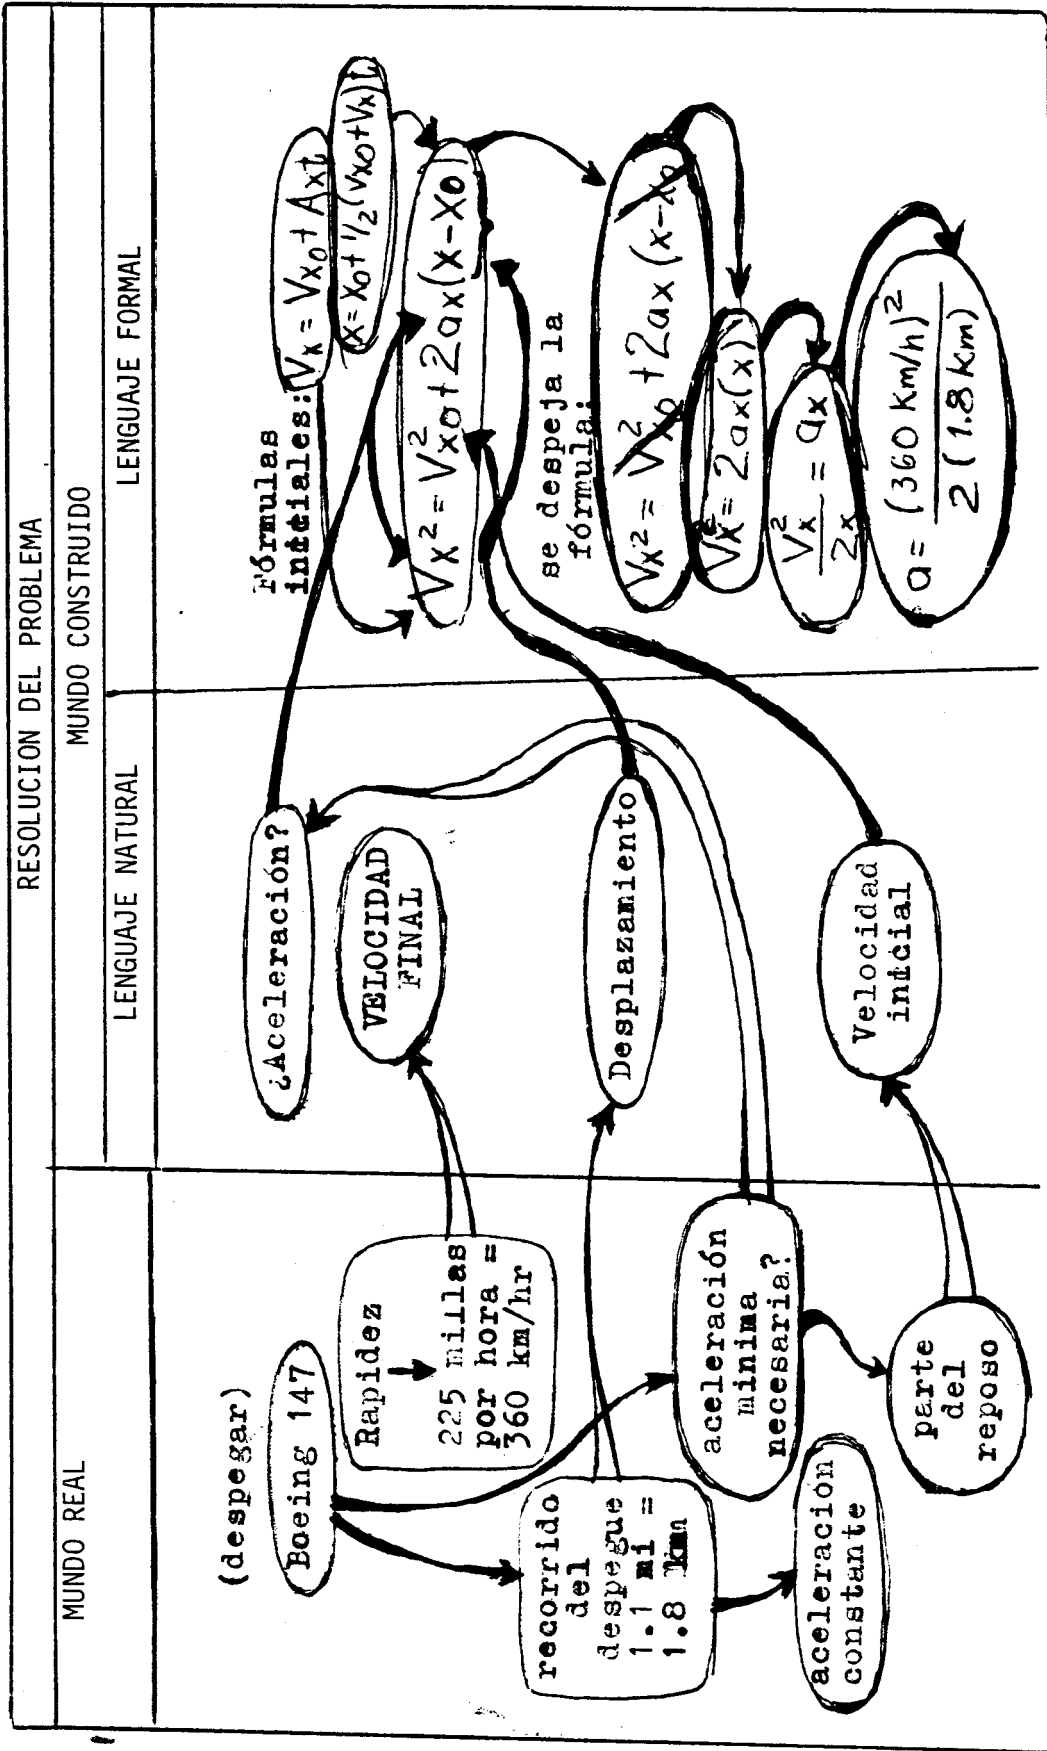 RESOLUCION DEL PROBLEMA
MUNDO REAL
MUNDO CONSTRUIDO
LENGUAJE NATURAL
LENGUAJE FORMAL
(despegar)
Boeing 147
Rapidez
225 millas
por hora =
360 km/hr
recorrido
del
despegue
1.1 mi =
1.8 km
aceleración
minima
necesaria?
aceleración
constante
parte
del
reposo
¿Aceleración?
VELOCIDAD
FINAL
Desplazamiento
Velocidad
inicial
Fórmulas
iniciales:
Vx = Vx0 + Axt
x = x0 + 1/2 (Vx0 + Vx)t
Vx² = V²x0 + 2ax(x-x0)
se despeja la
fórmula:
Vx² = V²x0 + 2ax (x-x0
Vx² = 2ax(x)
Vx²/2x = ax
a = (360 km/h)²
2 (1.8 km)